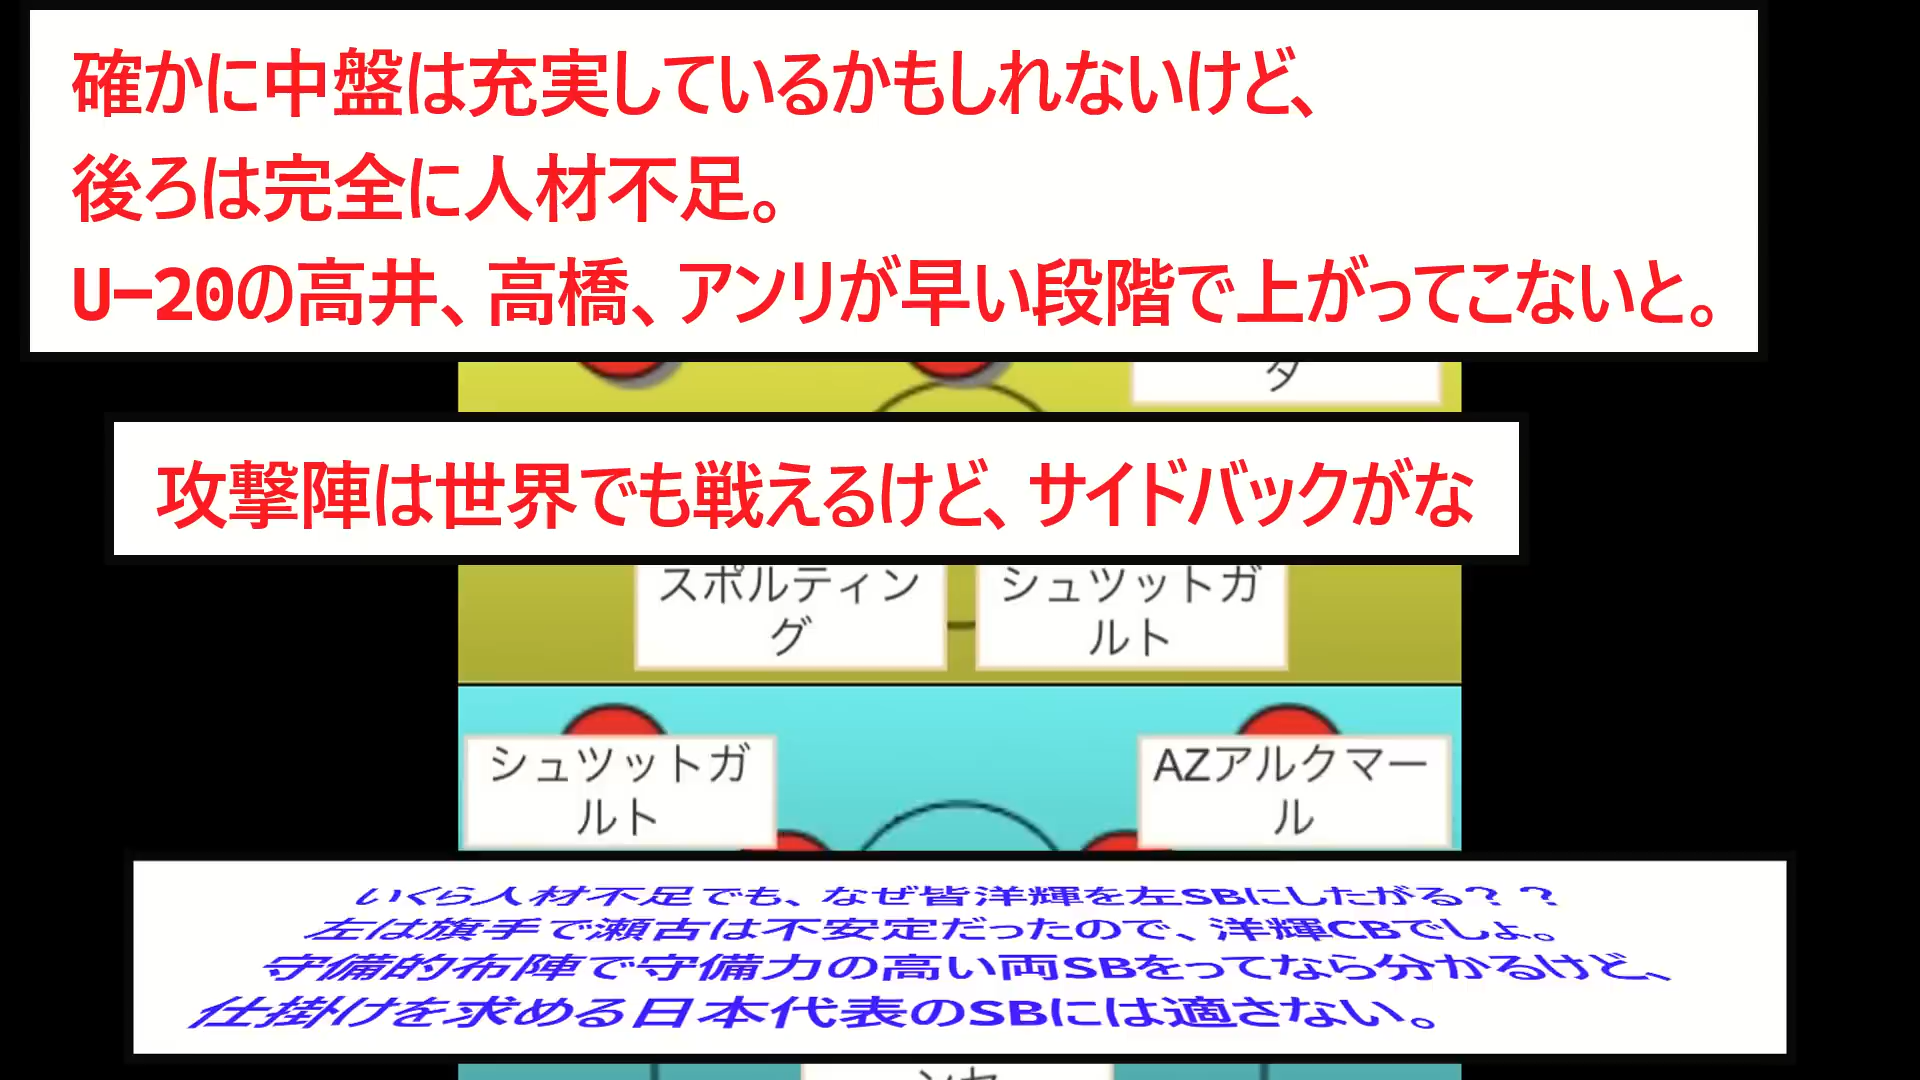 確かに中盤は充実しているかもしれないけど、
後ろは完全に人材不足。
U−20の高井、高橋、アンリが早い段階で上がってこないと。
タ
攻撃陣は世界でも戦えるけど、サイドバックがな
スポルティン
グ
シュツットガ
ルト
シュツットガ
ルト
AZアルクマー
ル
いくら人材不足でも、なぜ皆洋輝を左SBにしたがる？？
左は旗手で瀬古は不安定だったので、洋輝CBでしょ。
守備的布陣で守備力の高い両SBをってなら分かるけど、
仕掛けを求める日本代表のSBには適さない。
ンセ